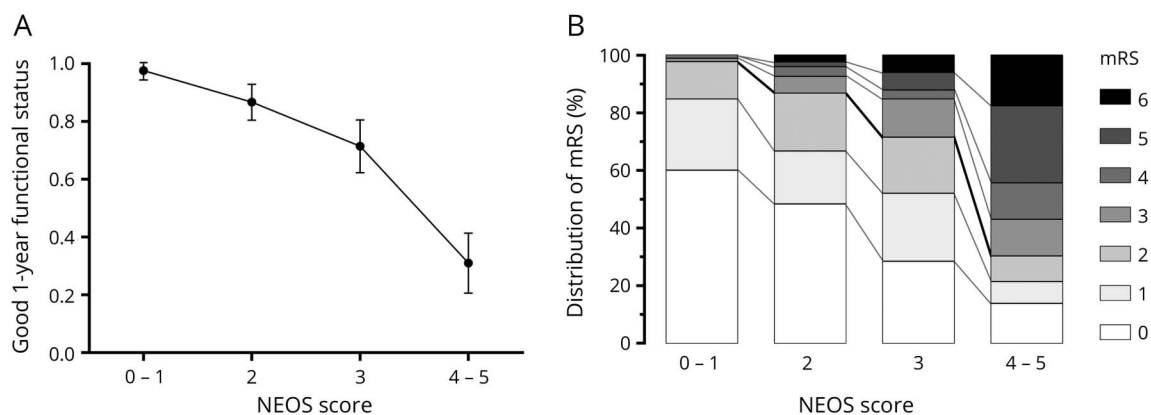 A
Good 1-year functional status
1.0
0.8
0.6
0.4
0.2
0.0
0 – 1
2
3
4 – 5
NEOS score
B
Distribution of mRS (%)
100
80
60
40
20
0
0 – 1
2
3
4 – 5
NEOS score
mRS
6
5
4
3
2
1
0